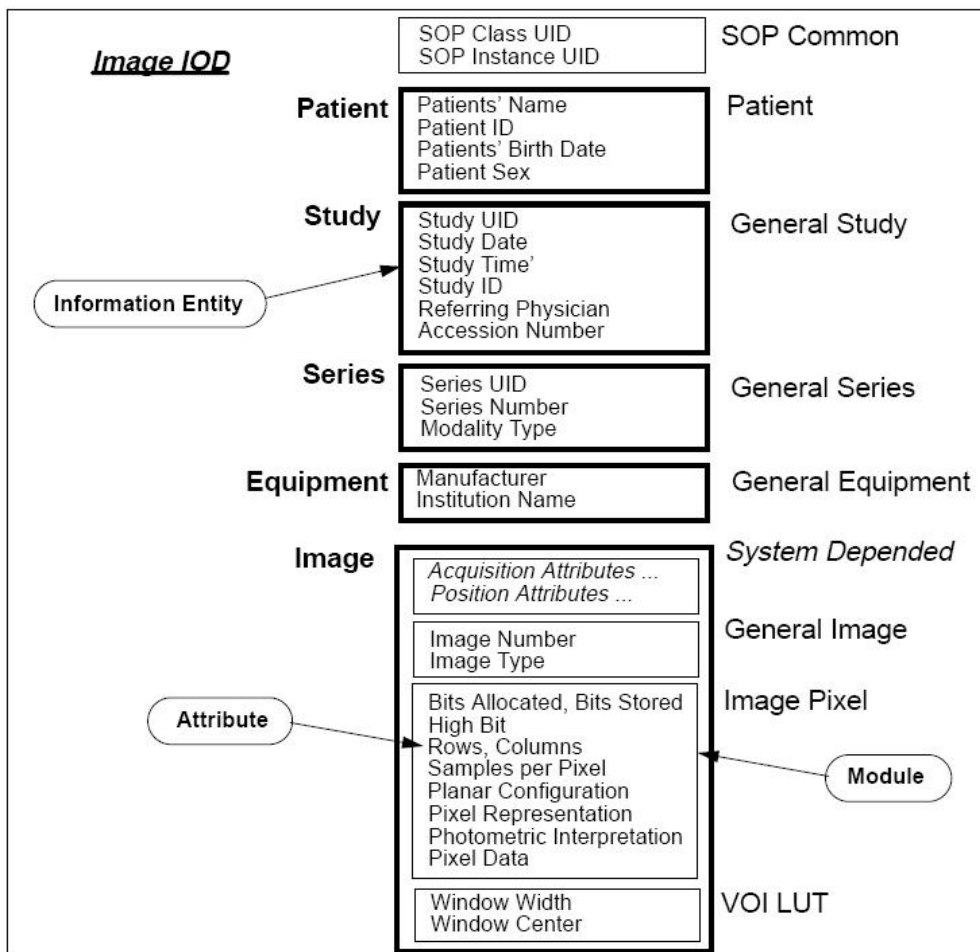 Image IOD
SOP Class UID
SOP Instance UID
SOP Common
Patient
Patients' Name
Patient ID
Patients' Birth Date
Patient Sex
Patient
Study
Study UID
Study Date
Study Time'
Study ID
Referring Physician
Accession Number
General Study
Information Entity
Series
Series UID
Series Number
Modality Type
General Series
Equipment
Manufacturer
Institution Name
General Equipment
Image
System Depended
Acquisition Attributes ...
Position Attributes ...
Image Number
Image Type
General Image
Bits Allocated, Bits Stored
High Bit
Rows, Columns
Samples per Pixel
Planar Configuration
Pixel Representation
Photometric Interpretation
Pixel Data
Image Pixel
Attribute
Module
Window Width
Window Center
VOI LUT